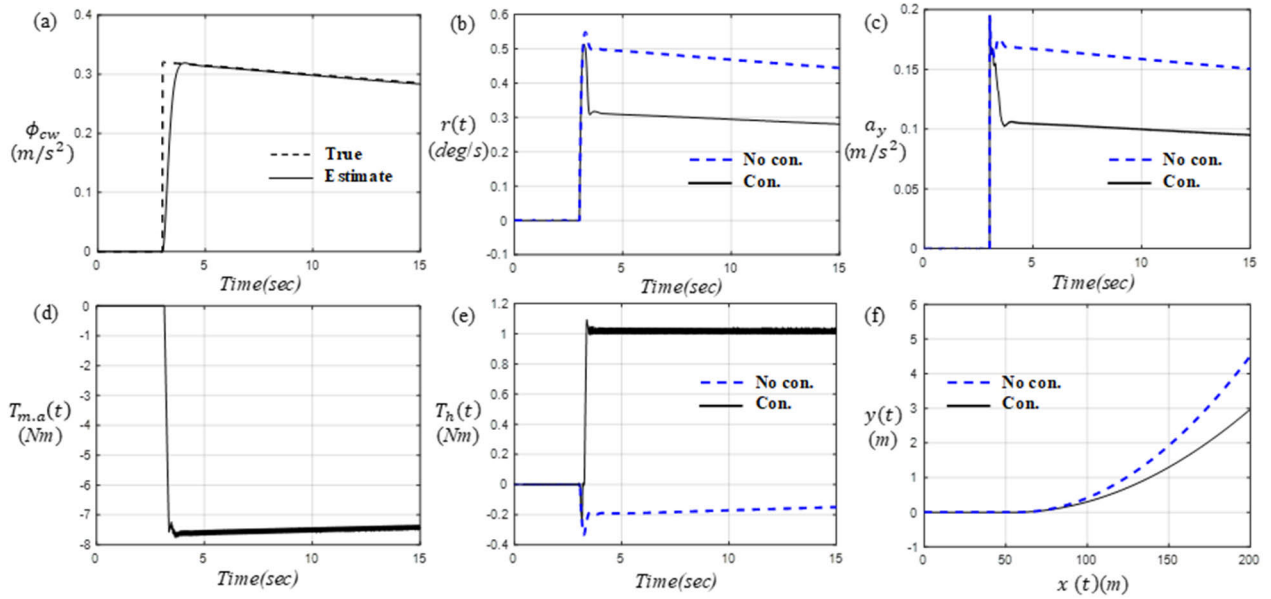 (a)
0.4
0.3
0.2
0.1
0
ϕcw
(m/s²)
True
Estimate
0
5
10
15
Time(sec)
(b)
0.6
0.5
0.4
0.3
0.2
0.1
0
-0.1
r(t)
(deg/s)
No con.
Con.
0
5
10
15
Time(sec)
(c)
0.2
0.15
0.1
0.05
0
a_y
(m/s²)
No con.
Con.
0
5
10
15
Time(sec)
(d)
0
-1
-2
-3
-4
-5
-6
-7
-8
T_m.a(t)
(Nm)
0
5
10
15
Time(sec)
(e)
1.2
1
0.8
0.6
0.4
0.2
0
-0.2
-0.4
T_h(t)
(Nm)
No con.
Con.
0
5
10
15
Time(sec)
(f)
6
5
4
3
2
1
0
-1
y(t)
(m)
No con.
Con.
0
50
100
150
200
x (t)(m)